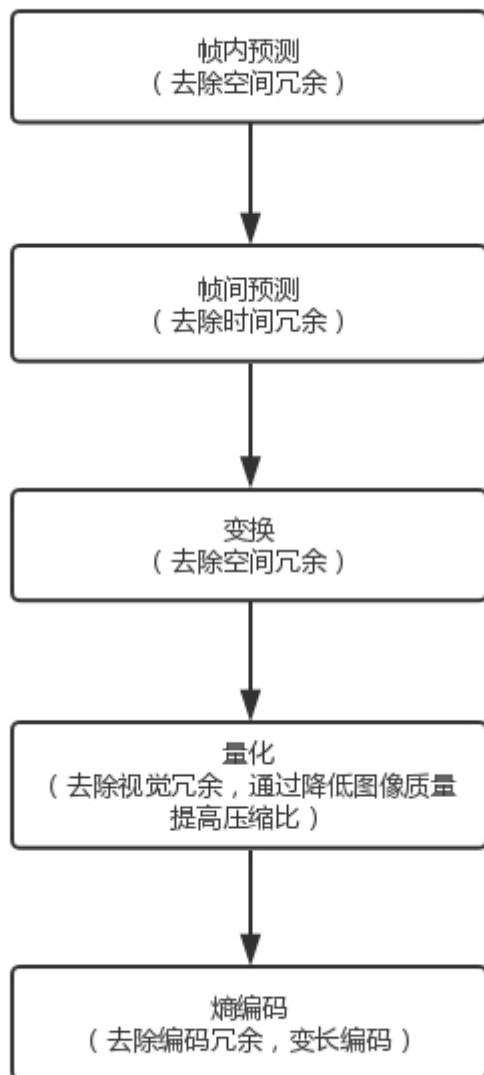 帧内预测
（去除空间冗余）
帧间预测
（去除时间冗余）
变换
（去除空间冗余）
量化
（去除视觉冗余，通过降低图像质量
提高压缩比）
熵编码
（去除编码冗余，变长编码）